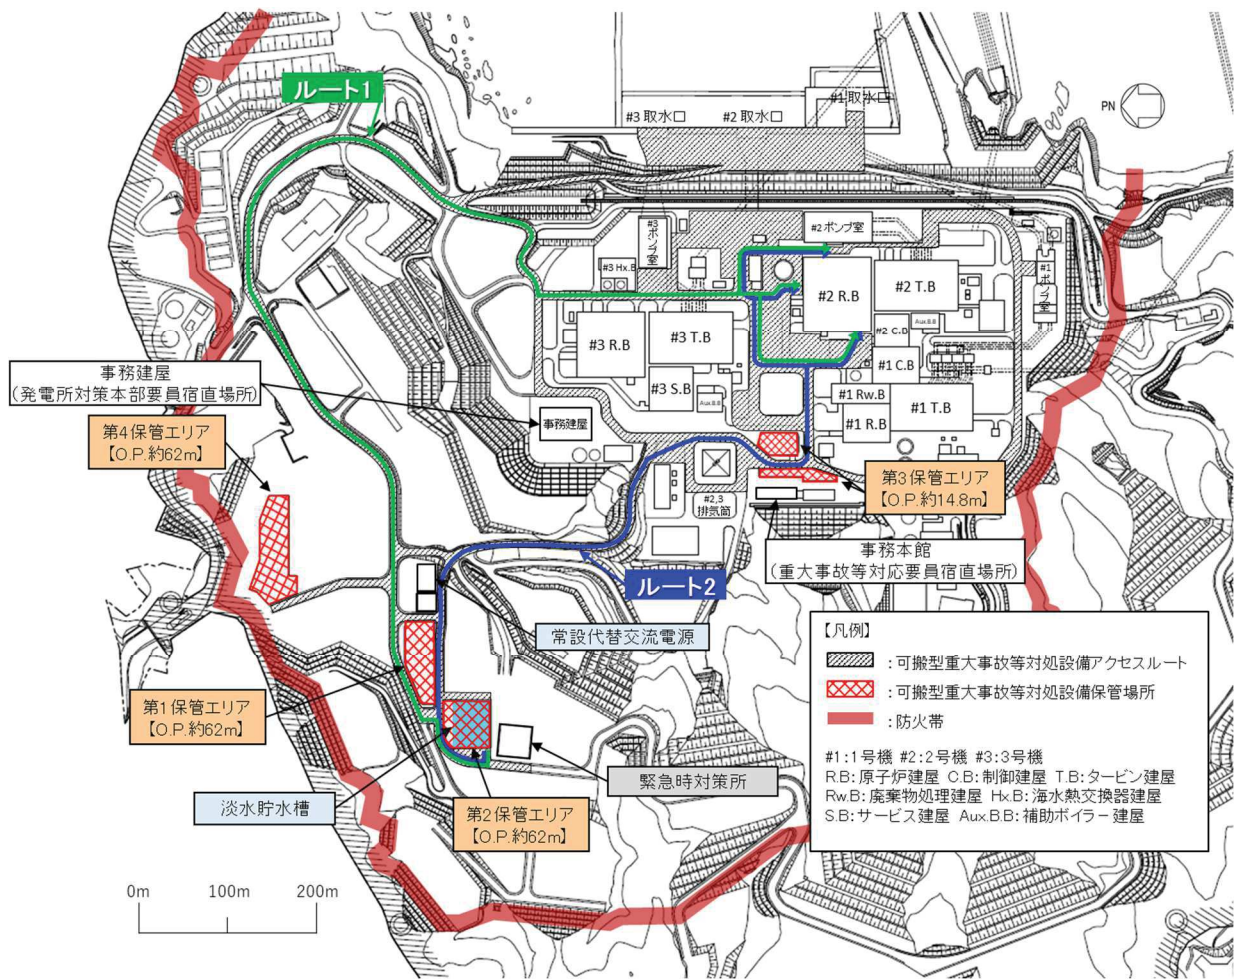 ルート1
#1取水口
#3取水口
#2取水口
PN
#3
ポンプ
室
#2ポンプ室
#3 Hx.B
#1
ポンプ
室
#2 R.B
#2 T.B
#2 C.D
Aux.B.B
#3 R.B
#3 T.B
#1 C.B
#3 S.B
Aux.B.B
#1 Rw.B
#1 T.B
#1 R.B
事務建屋
(発電所対策本部要員宿直場所)
事務建屋
第4保管エリア
【O.P.約62m】
第3保管エリア
【O.P.約14.8m】
#2,3
排気筒
事務本館
(重大事故等対応要員宿直場所)
ルート2
常設代替交流電源
第1保管エリア
【O.P.約62m】
淡水貯水槽
第2保管エリア
【O.P.約62m】
緊急時対策所
【凡例】
:可搬型重大事故等対処設備アクセスルート
:可搬型重大事故等対処設備保管場所
:防火帯
#1:1号機 #2:2号機 #3:3号機
R.B:原子炉建屋 C.B:制御建屋 T.B:タービン建屋
Rw.B:廃棄物処理建屋 Hx.B:海水熱交換器建屋
S.B:サービス建屋 Aux.B.B:補助ボイラー建屋
0m 100m 200m